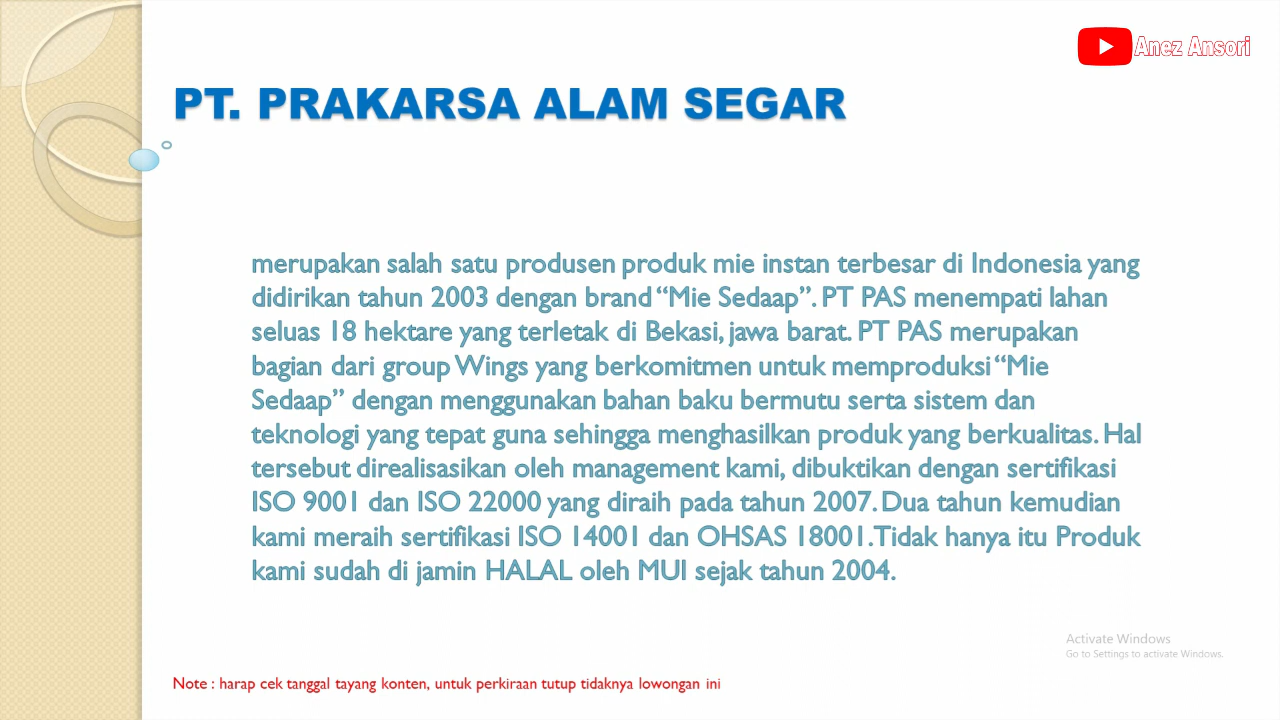 Anez Ansori
PT. PRAKARSA ALAM SEGAR
merupakan salah satu produsen produk mie instan terbesar di Indonesia yang
didirikan tahun 2003 dengan brand “Mie Sedaap”. PT PAS menempati lahan
seluas 18 hektare yang terletak di Bekasi, jawa barat. PT PAS merupakan
bagian dari group Wings yang berkomitmen untuk memproduksi “Mie
Sedaap” dengan menggunakan bahan baku bermutu serta sistem dan
teknologi yang tepat guna sehingga menghasilkan produk yang berkualitas. Hal
tersebut direalisasikan oleh management kami, dibuktikan dengan sertifikasi
ISO 9001 dan ISO 22000 yang diraih pada tahun 2007. Dua tahun kemudian
kami meraih sertifikasi ISO 14001 dan OHSAS 18001. Tidak hanya itu Produk
kami sudah di jamin HALAL oleh MUI sejak tahun 2004.
Activate Windows
Go to Settings to activate Windows.
Note : harap cek tanggal tayang konten, untuk perkiraan tutup tidaknya lowongan ini